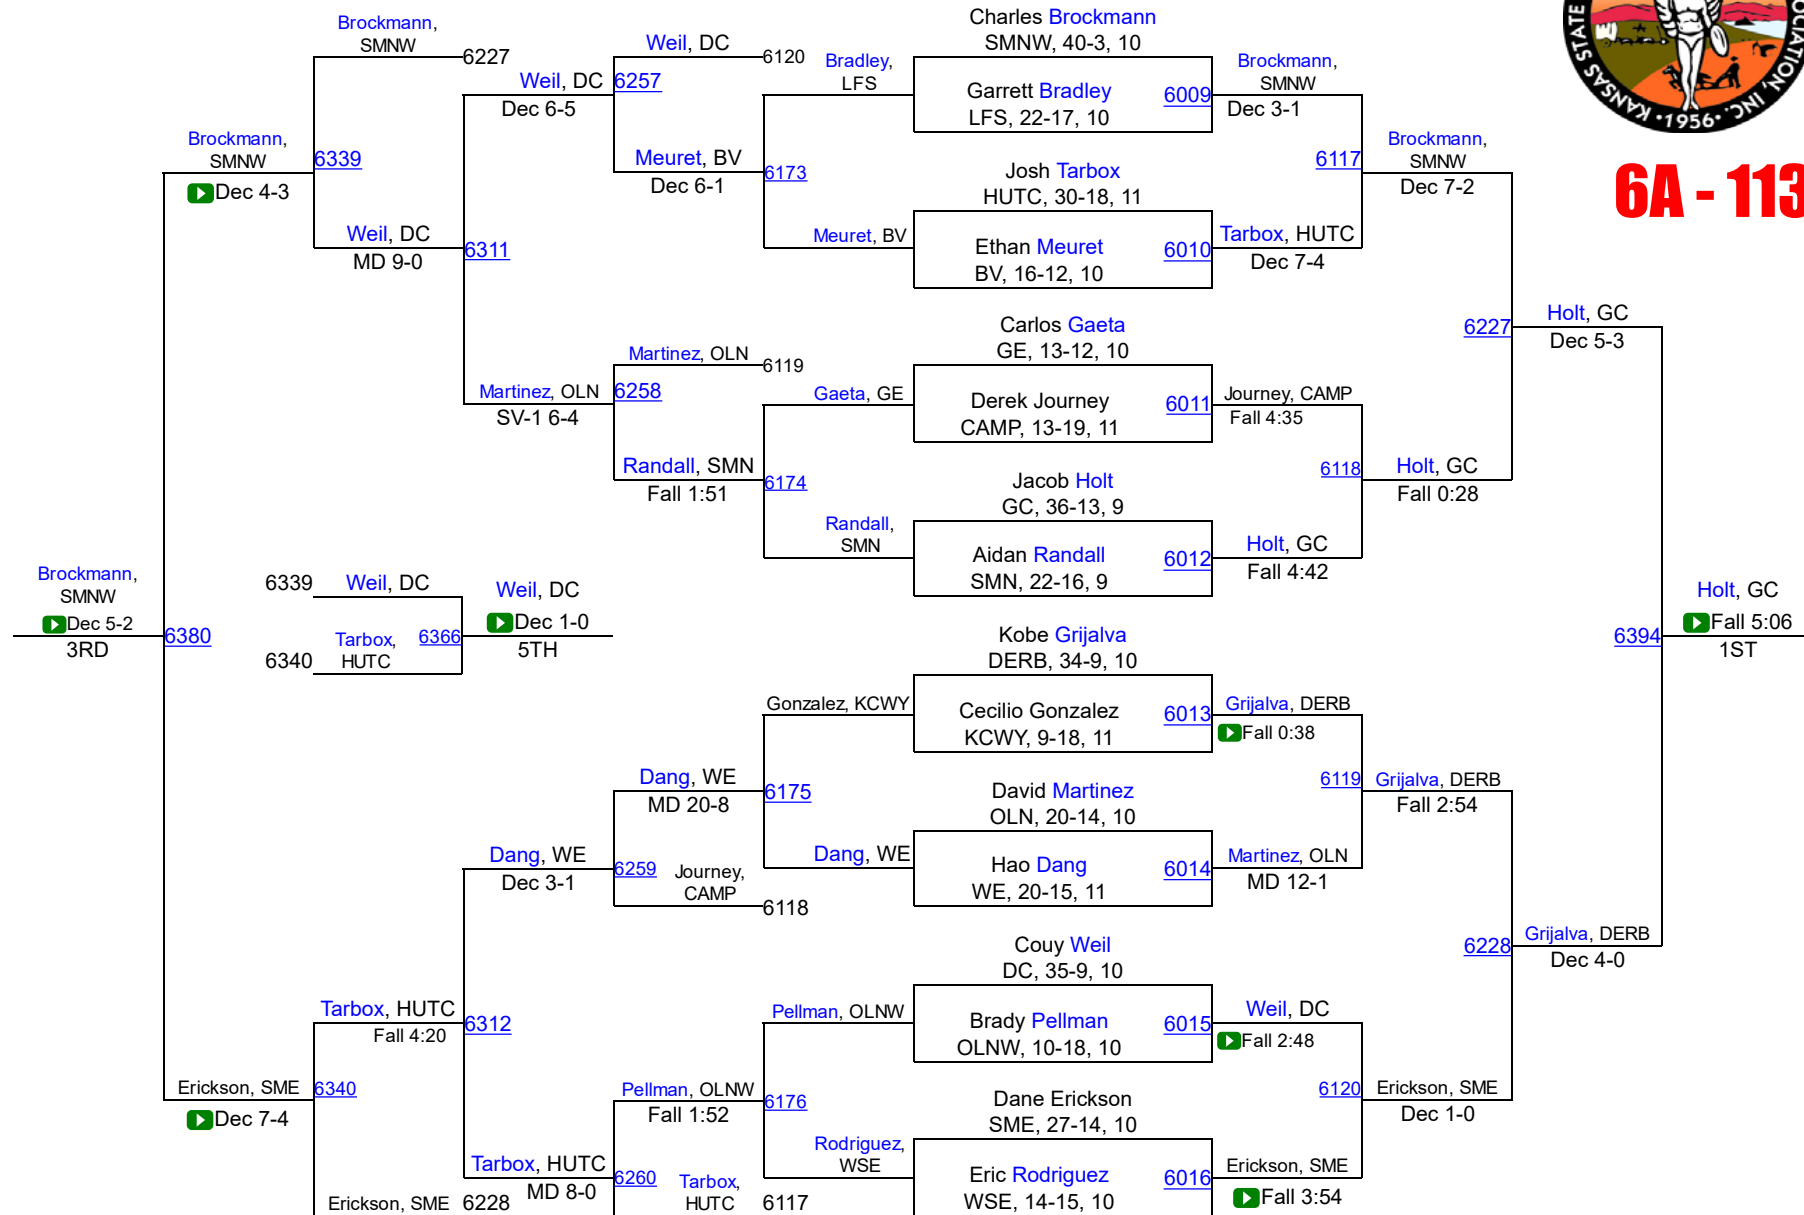 Charles Brockmann
SMNW, 40-3, 10
Garrett Bradley
LFS, 22-17, 10
6009
Josh Tarbox
HUTC, 30-18, 11
Ethan Meuret
BV, 16-12, 10
6010
Carlos Gaeta
GE, 13-12, 10
Derek Journey
CAMP, 13-19, 11
6011
Jacob Holt
GC, 36-13, 9
Aidan Randall
SMN, 22-16, 9
6012
Kobe Grijalva
DERB, 34-9, 10
Cecilio Gonzalez
KCWY, 9-18, 11
6013
David Martinez
OLN, 20-14, 10
Hao Dang
WE, 20-15, 11
6014
Couy Weil
DC, 35-9, 10
Brady Pellman
OLNW, 10-18, 10
6015
Dane Erickson
SME, 27-14, 10
Eric Rodriguez
WSE, 14-15, 10
6016
Brockmann,
SMNW
Dec 3-1
Tarbox, HUTC
Dec 7-4
Journey, CAMP
Fall 4:35
Holt, GC
Fall 4:42
Grijalva, DERB
Fall 0:38
Martinez, OLN
MD 12-1
Weil, DC
Fall 2:48
Erickson, SME
Fall 3:54
6117
Brockmann,
SMNW
Dec 7-2
6118
Holt, GC
Fall 0:28
6119
Grijalva, DERB
Fall 2:54
6120
Erickson, SME
Dec 1-0
6227
Holt, GC
Dec 5-3
6228
Grijalva, DERB
Dec 4-0
6394
Holt, GC
Fall 5:06
1ST
Bradley,
LFS
Meuret, BV
Gaeta, GE
Randall,
SMN
Gonzalez, KCWY
Dang, WE
Pellman, OLNW
Rodriguez,
WSE
Weil, DC
6120
Meuret, BV
Dec 6-1
6173
Martinez, OLN
6119
Randall, SMN
Fall 1:51
6174
Dang, WE
MD 20-8
6175
Journey,
CAMP
6118
Pellman, OLNW
Fall 1:52
6176
Tarbox,
HUTC
6117
Weil, DC
Dec 6-5
6257
Martinez, OLN
SV-1 6-4
6258
Dang, WE
Dec 3-1
6259
Tarbox, HUTC
MD 8-0
6260
Brockmann,
SMNW
6227
Weil, DC
MD 9-0
6311
Tarbox, HUTC
Fall 4:20
6312
Erickson, SME
6228
Brockmann,
SMNW
Dec 4-3
6339
Erickson, SME
Dec 7-4
6340
Brockmann,
SMNW
Dec 5-2
3RD
6380
6339
Weil, DC
6340
Tarbox,
HUTC
6366
Weil, DC
Dec 1-0
5TH
KANSAS STATE
OCIATION, INC.
•1956•
6A - 113